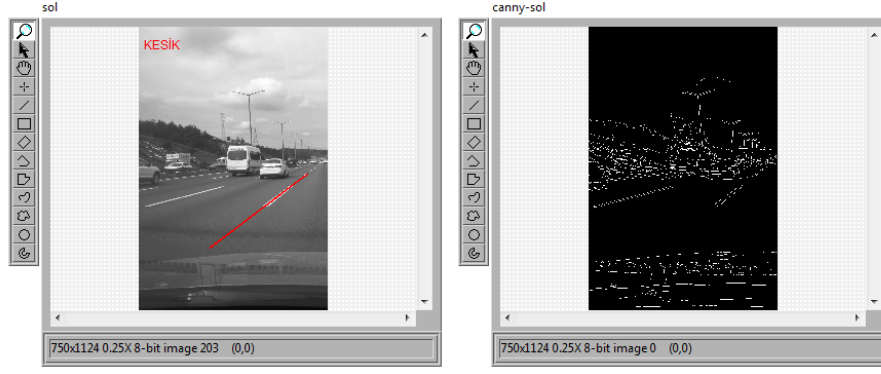 sol
KESİK
750x1124 0.25X 8-bit image 203 (0,0)
canny-sol
750x1124 0.25X 8-bit image 0 (0,0)